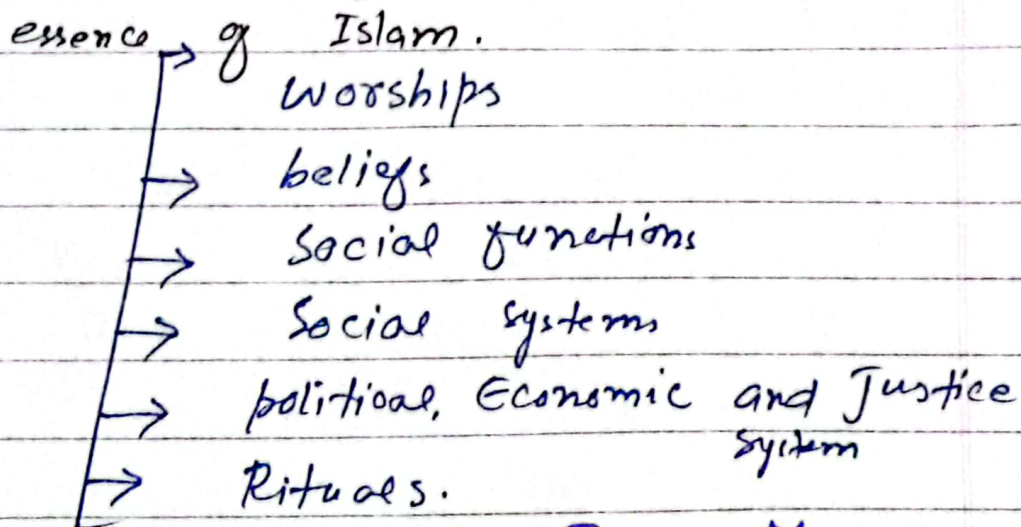 essence of Islam.
worships
beliefs
Social functions
Social systems
political, Economic and Justice
system
Rituals.